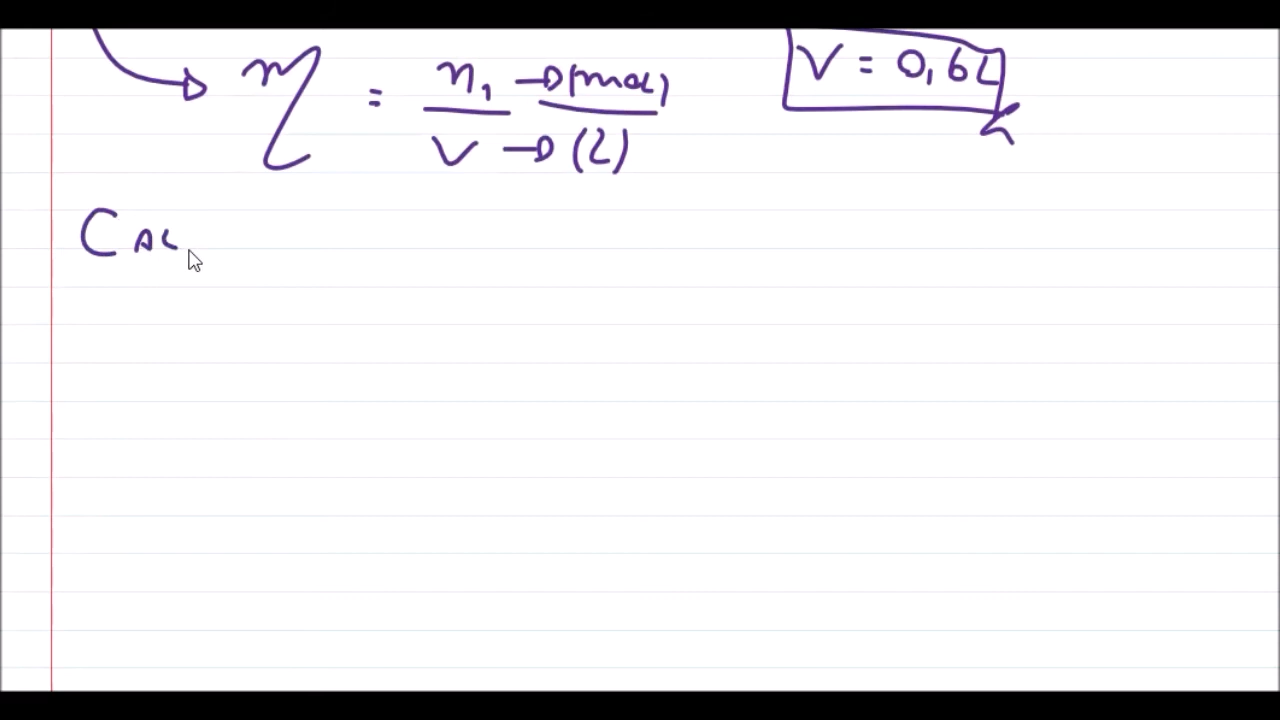 M = n₁ → (mol) V = 0,6L
V → (L)
CAL